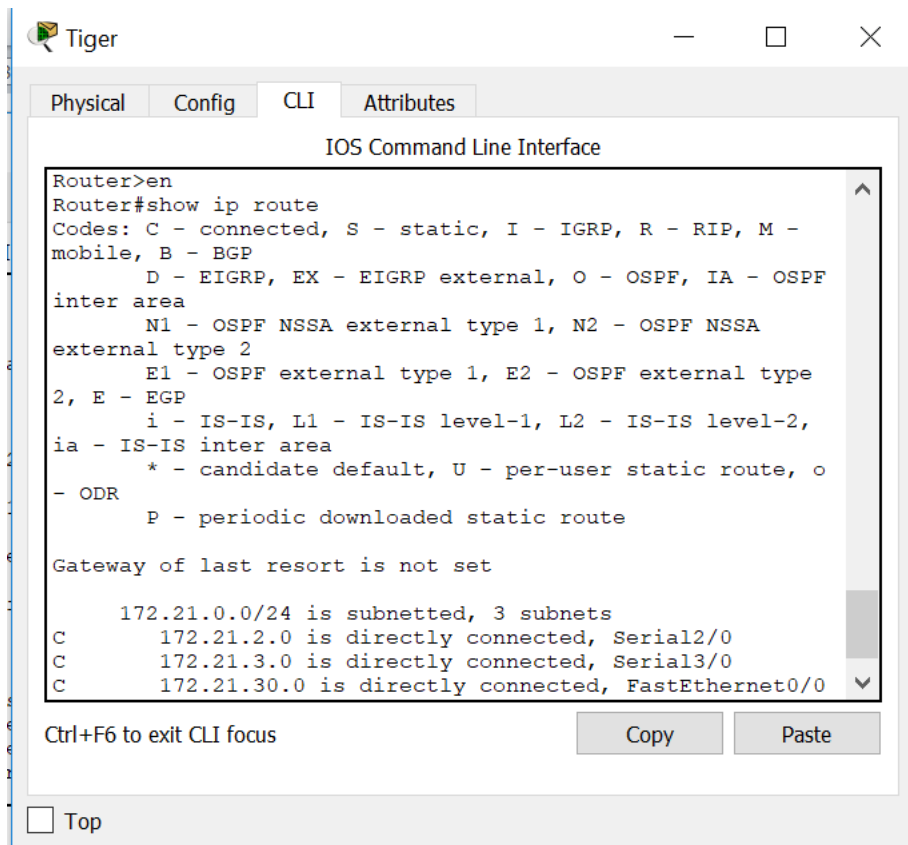 Tiger
Physical Config CLI Attributes
IOS Command Line Interface
Router>en
Router#show ip route
Codes: C - connected, S - static, I - IGRP, R - RIP, M -
mobile, B - BGP
D - EIGRP, EX - EIGRP external, O - OSPF, IA - OSPF
inter area
N1 - OSPF NSSA external type 1, N2 - OSPF NSSA
external type 2
E1 - OSPF external type 1, E2 - OSPF external type
2, E - EGP
i - IS-IS, L1 - IS-IS level-1, L2 - IS-IS level-2,
ia - IS-IS inter area
* - candidate default, U - per-user static route, o
- ODR
P - periodic downloaded static route
Gateway of last resort is not set
172.21.0.0/24 is subnetted, 3 subnets
C 172.21.2.0 is directly connected, Serial2/0
C 172.21.3.0 is directly connected, Serial3/0
C 172.21.30.0 is directly connected, FastEthernet0/0
Ctrl+F6 to exit CLI focus
Copy Paste
Top